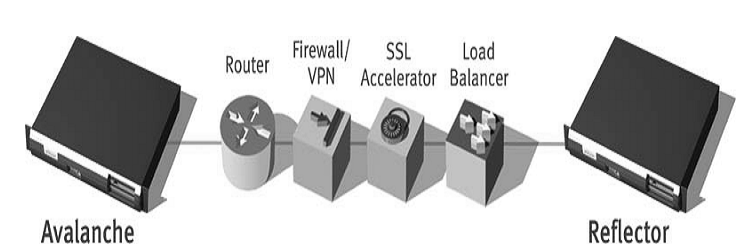 Router
Firewall/
VPN
SSL
Accelerator
Load
Balancer
Avalanche
Reflector